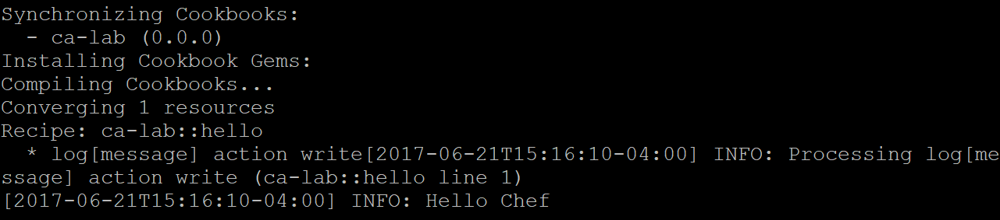 Synchronizing Cookbooks:
  - ca-lab (0.0.0)
Installing Cookbook Gems:
Compiling Cookbooks...
Converging 1 resources
Recipe: ca-lab::hello
  * log[message] action write[2017-06-21T15:16:10-04:00] INFO: Processing log[me
ssage] action write (ca-lab::hello line 1)
[2017-06-21T15:16:10-04:00] INFO: Hello Chef